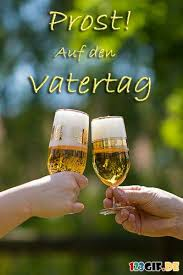 Prost!
Auf den
Vatertag
123GIF.DE